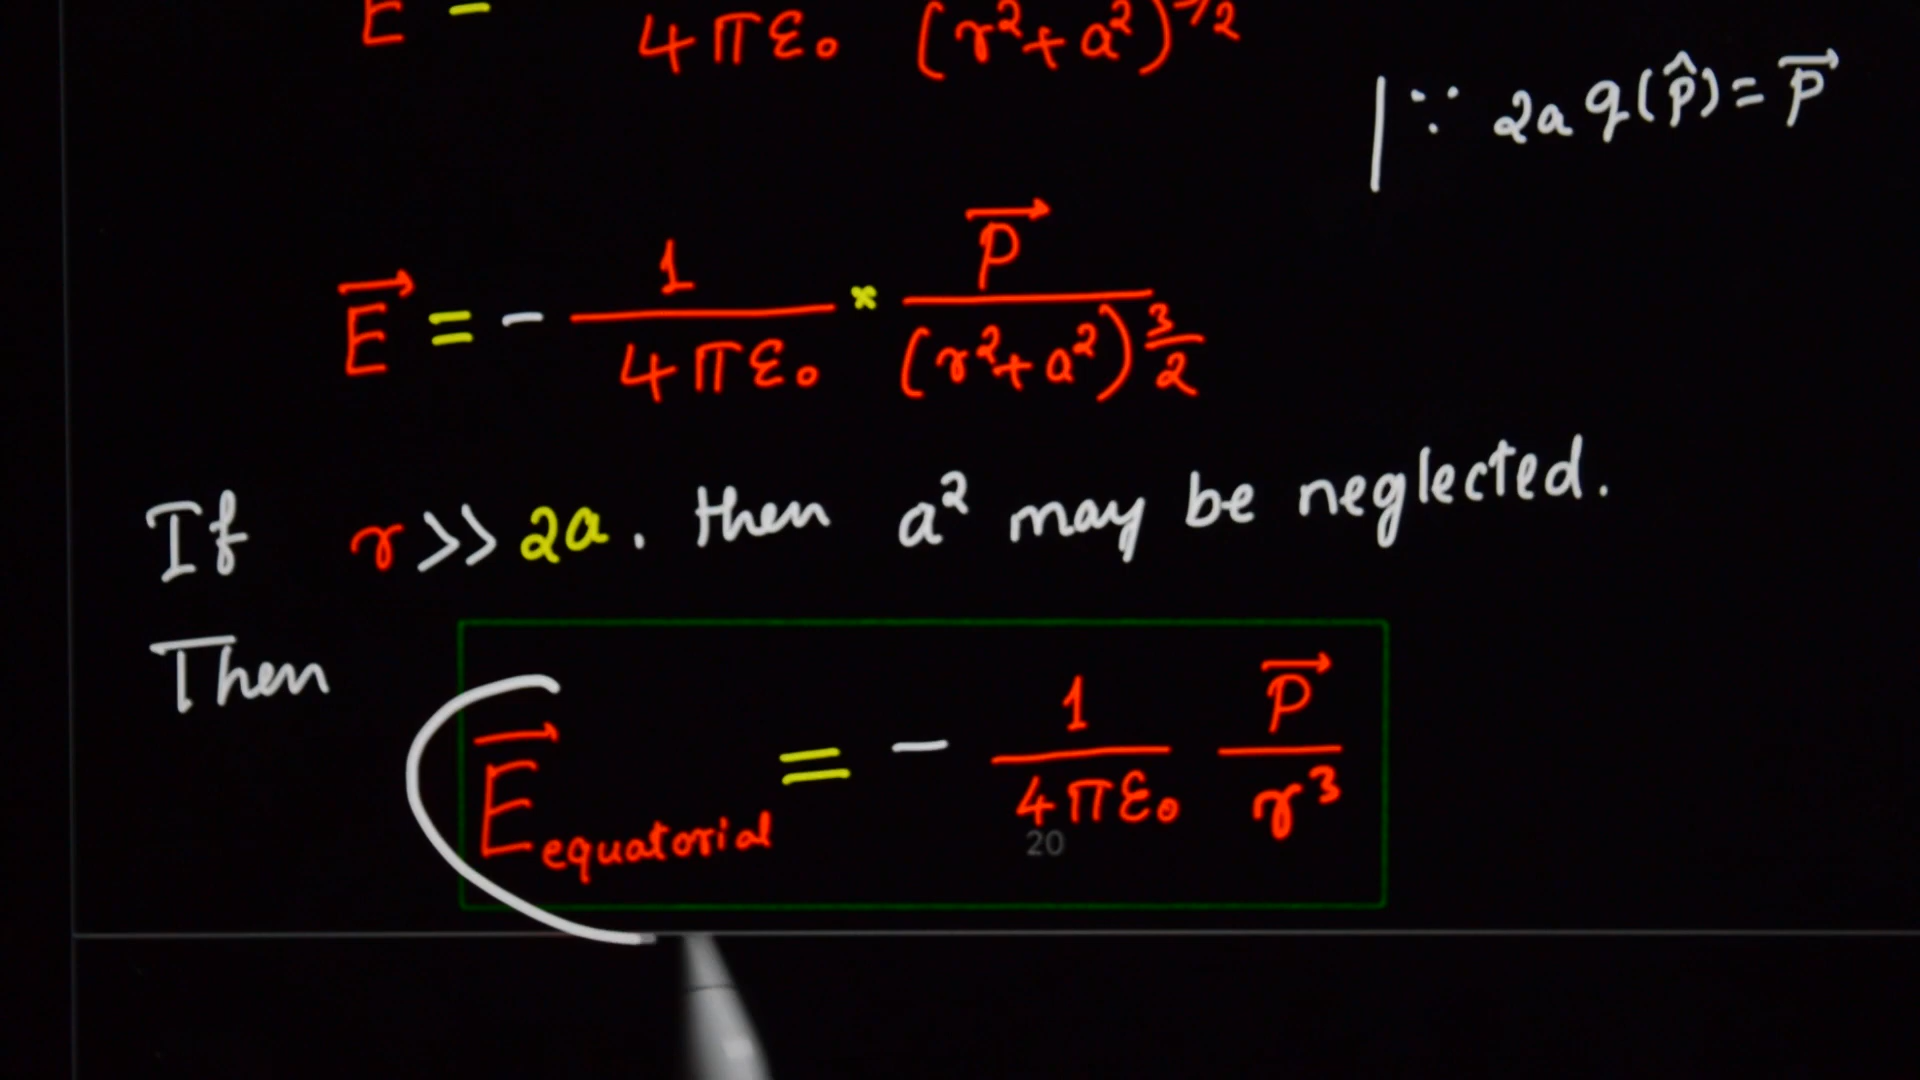 E = 4πε₀ (r²+a²)^3/2
∵ 2a q(p̂) = p⃗
E⃗ = - 1/4πε₀ × P⃗/(r²+a²)^3/2
If r >> 2a. then a² may be neglected.
Then E⃗ equatorial = - 1/4πε₀ P⃗/r³
20